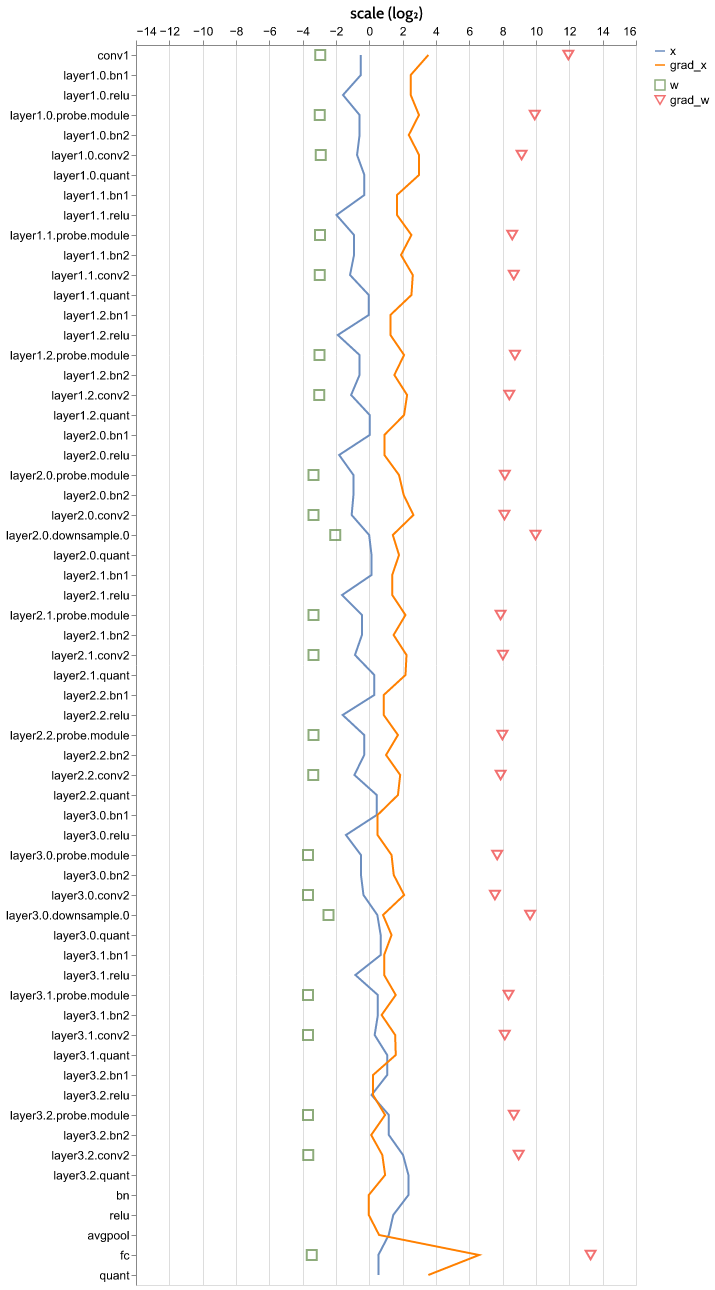 scale (log₂)
−14 −12 −10 −8 −6 −4 −2 0 2 4 6 8 10 12 14 16
x
grad_x
w
grad_w
conv1
layer1.0.bn1
layer1.0.relu
layer1.0.probe.module
layer1.0.bn2
layer1.0.conv2
layer1.0.quant
layer1.1.bn1
layer1.1.relu
layer1.1.probe.module
layer1.1.bn2
layer1.1.conv2
layer1.1.quant
layer1.2.bn1
layer1.2.relu
layer1.2.probe.module
layer1.2.bn2
layer1.2.conv2
layer1.2.quant
layer2.0.bn1
layer2.0.relu
layer2.0.probe.module
layer2.0.bn2
layer2.0.conv2
layer2.0.downsample.0
layer2.0.quant
layer2.1.bn1
layer2.1.relu
layer2.1.probe.module
layer2.1.bn2
layer2.1.conv2
layer2.1.quant
layer2.2.bn1
layer2.2.relu
layer2.2.probe.module
layer2.2.bn2
layer2.2.conv2
layer2.2.quant
layer3.0.bn1
layer3.0.relu
layer3.0.probe.module
layer3.0.bn2
layer3.0.conv2
layer3.0.downsample.0
layer3.0.quant
layer3.1.bn1
layer3.1.relu
layer3.1.probe.module
layer3.1.bn2
layer3.1.conv2
layer3.1.quant
layer3.2.bn1
layer3.2.relu
layer3.2.probe.module
layer3.2.bn2
layer3.2.conv2
layer3.2.quant
bn
relu
avgpool
fc
quant